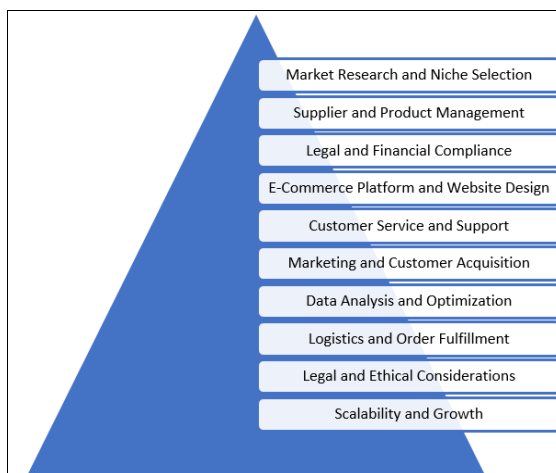 Market Research and Niche Selection
Supplier and Product Management
Legal and Financial Compliance
E-Commerce Platform and Website Design
Customer Service and Support
Marketing and Customer Acquisition
Data Analysis and Optimization
Logistics and Order Fulfillment
Legal and Ethical Considerations
Scalability and Growth